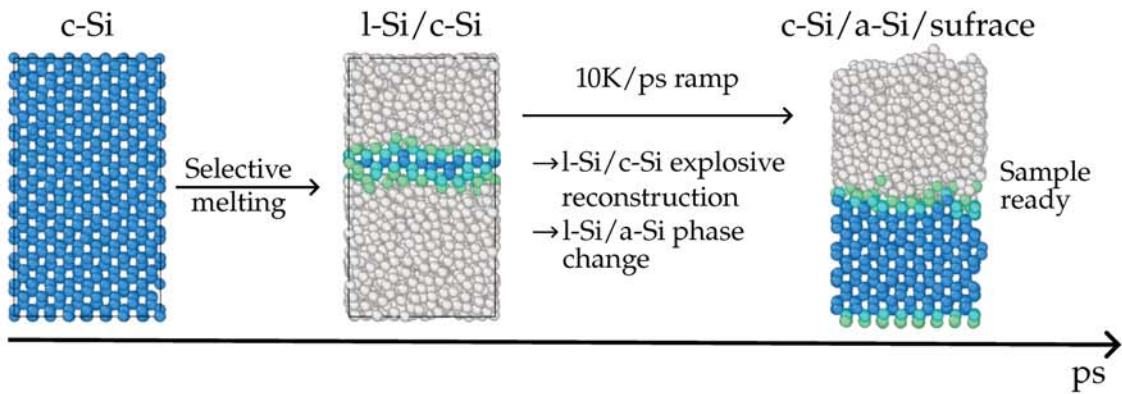 c-Si
l-Si/c-Si
c-Si/a-Si/sufrace
Selective
melting
10K/ps ramp
→l-Si/c-Si explosive
reconstruction
→l-Si/a-Si phase
change
Sample
ready
ps